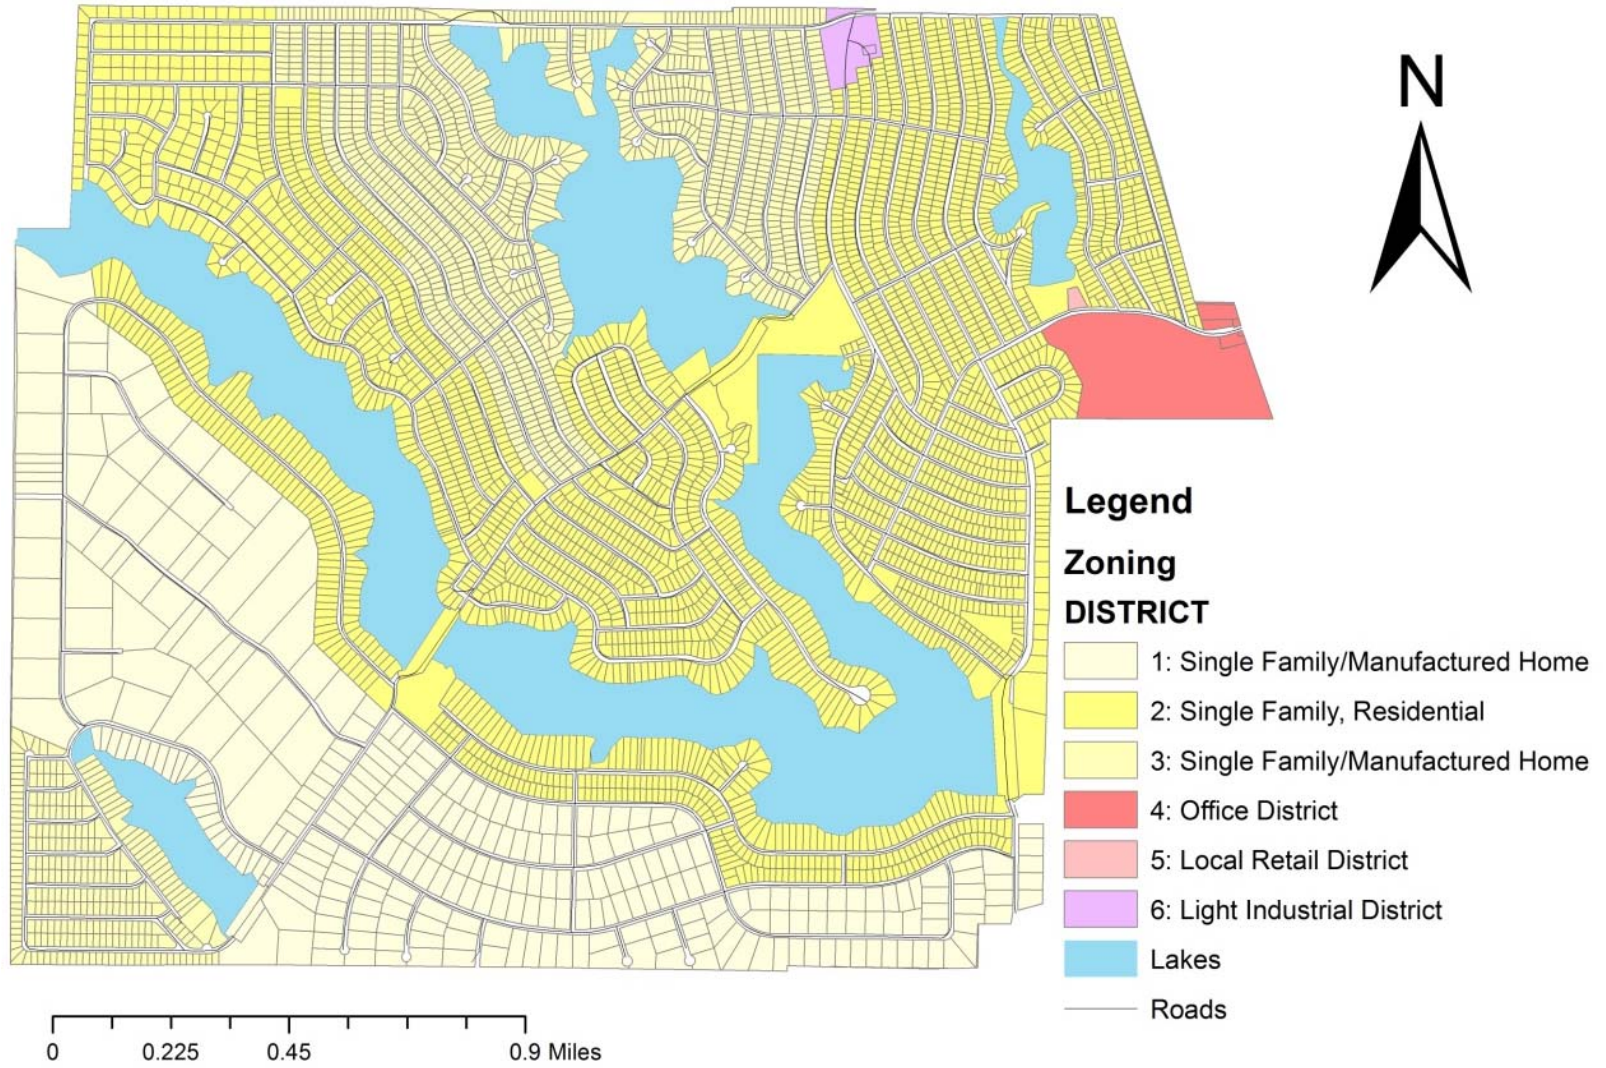 N
Legend
Zoning
DISTRICT
1: Single Family/Manufactured Home
2: Single Family, Residential
3: Single Family/Manufactured Home
4: Office District
5: Local Retail District
6: Light Industrial District
Lakes
Roads
0 0.225 0.45 0.9 Miles